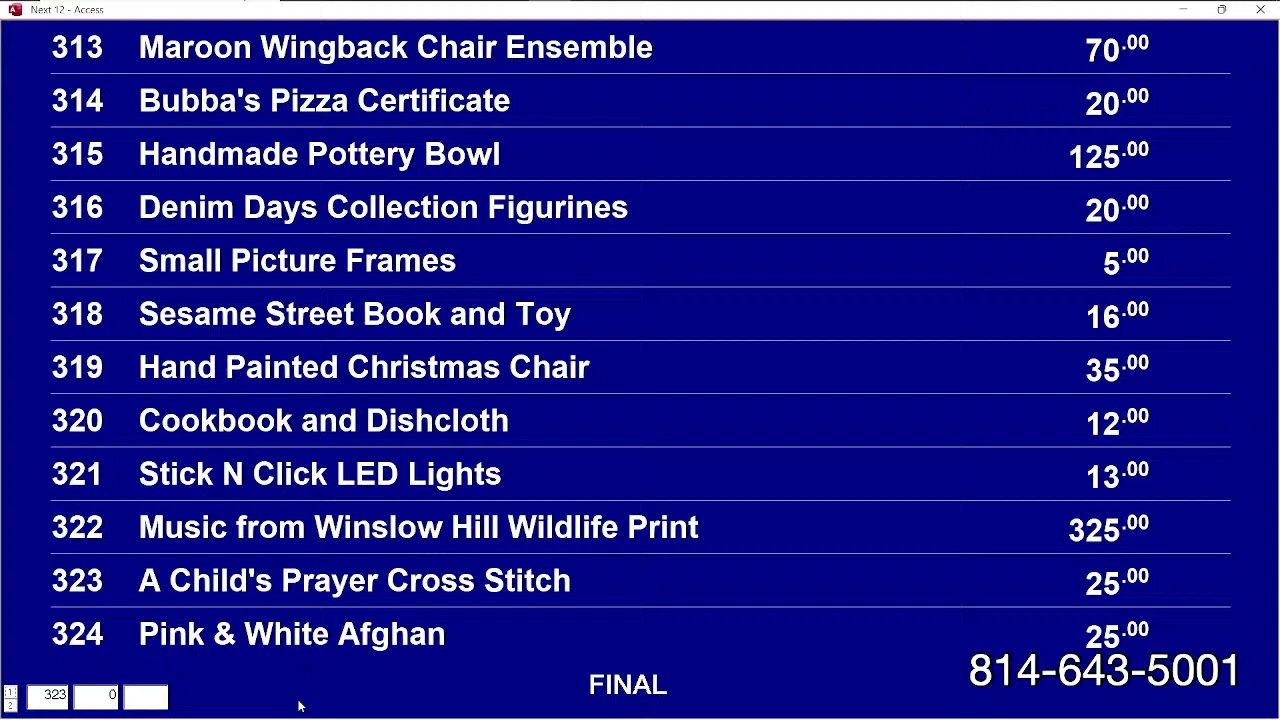 Next 12 - Access
313 Maroon Wingback Chair Ensemble 70.00
314 Bubba's Pizza Certificate 20.00
315 Handmade Pottery Bowl 125.00
316 Denim Days Collection Figurines 20.00
317 Small Picture Frames 5.00
318 Sesame Street Book and Toy 16.00
319 Hand Painted Christmas Chair 35.00
320 Cookbook and Dishcloth 12.00
321 Stick N Click LED Lights 13.00
322 Music from Winslow Hill Wildlife Print 325.00
323 A Child's Prayer Cross Stitch 25.00
324 Pink & White Afghan 25.00
814-643-5001
FINAL
1
2
323 0